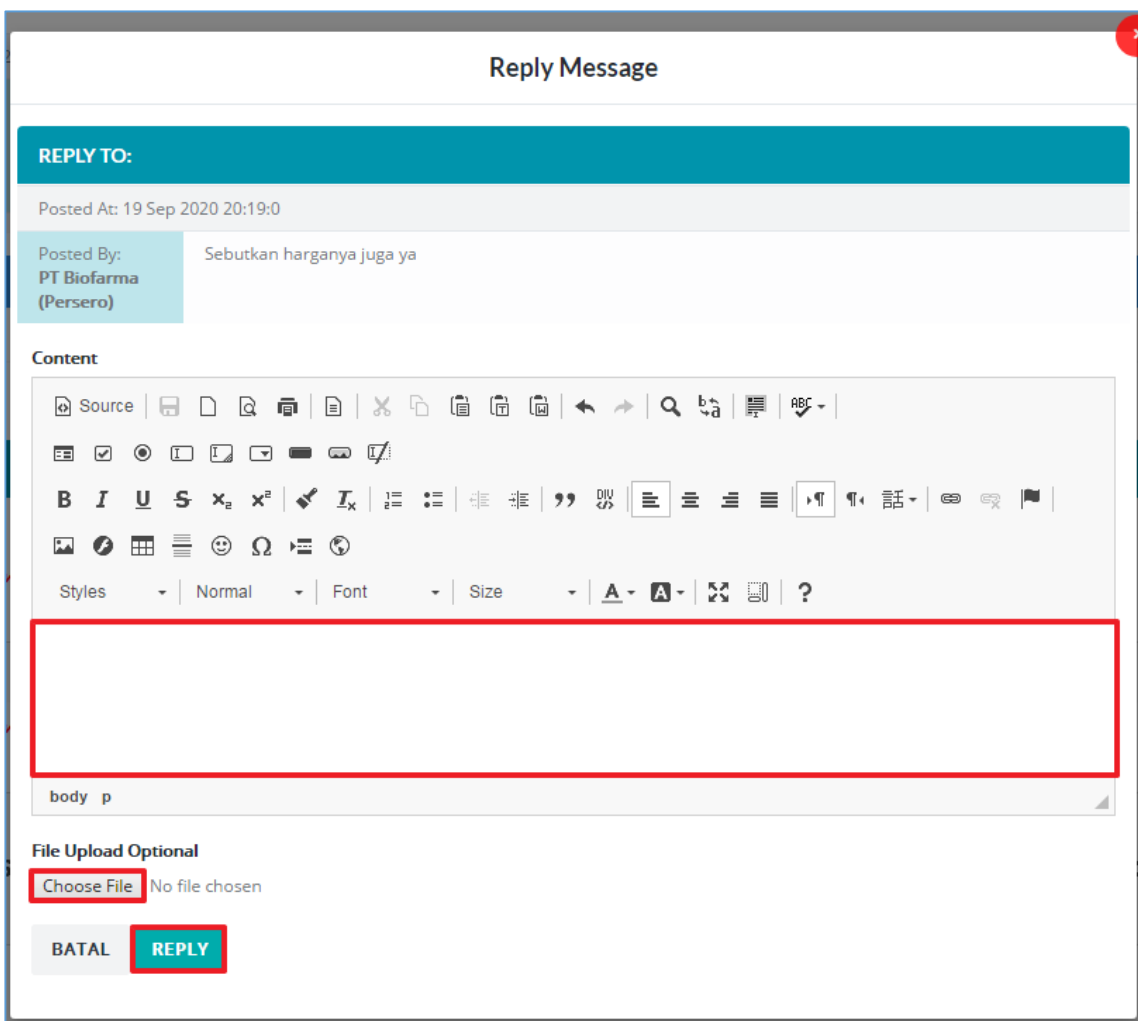 Reply Message
REPLY TO:
Posted At: 19 Sep 2020 20:19:0
Posted By:
PT Biofarma
(Persero)
Sebutkan harganya juga ya
Content
Source
Styles Normal Font Size
body p
File Upload Optional
Choose File No file chosen
BATAL REPLY